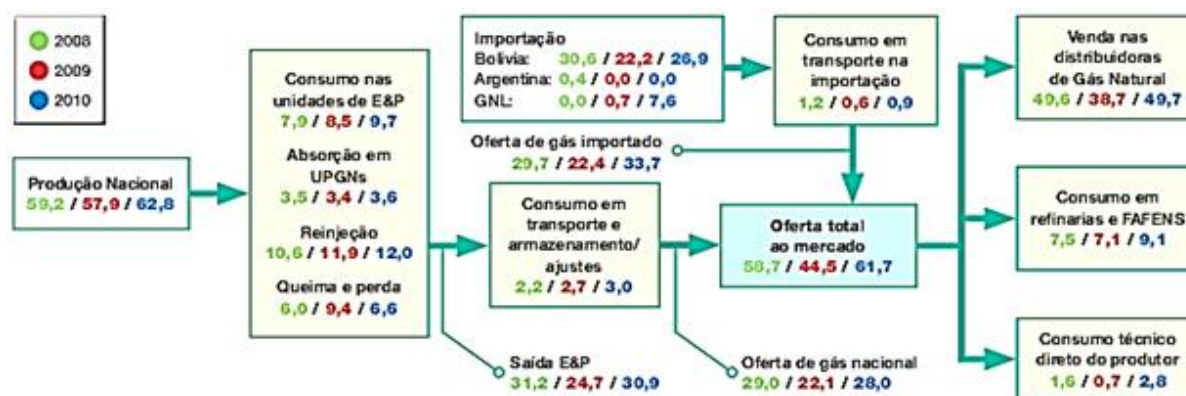 2008
2009
2010
Produção Nacional
59,2 / 57,9 / 62,8
Consumo nas
unidades de E&P
7,9 / 8,5 / 9,7
Absorção em
UPGNs
3,5 / 3,4 / 3,6
Reinjeção
10,6 / 11,9 / 12,0
Queima e perda
6,0 / 9,4 / 6,6
Saída E&P
31,2 / 24,7 / 30,9
Importação
Bolívia: 30,6 / 22,2 / 26,9
Argentina: 0,4 / 0,0 / 0,0
GNL: 0,0 / 0,7 / 7,6
Consumo em
transporte na
importação
1,2 / 0,6 / 0,9
Oferta de gás importado
29,7 / 22,4 / 33,7
Consumo em
transporte e
armazenamento/
ajustes
2,2 / 2,7 / 3,0
Oferta de gás nacional
29,0 / 22,1 / 28,0
Oferta total
ao mercado
58,7 / 44,5 / 61,7
Venda nas
distribuidoras
de Gás Natural
49,6 / 38,7 / 49,7
Consumo em
refinarias e FAFENS
7,5 / 7,1 / 9,1
Consumo técnico
direto do produtor
1,6 / 0,7 / 2,8